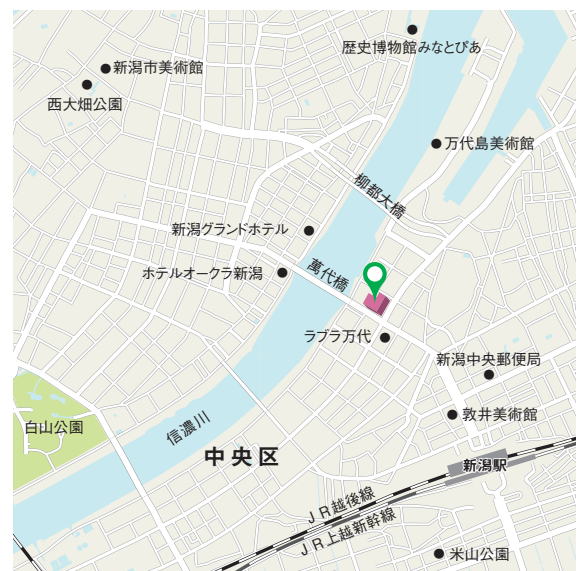 歴史博物館みなとぴあ
新潟市美術館
西大畑公園
万代島美術館
柳都大橋
新潟グランドホテル
萬代橋
ホテルオークラ新潟
ラブラ万代
新潟中央郵便局
敦井美術館
白山公園
信濃川
中央区
新潟駅
JR越後線
JR上越新幹線
米山公園